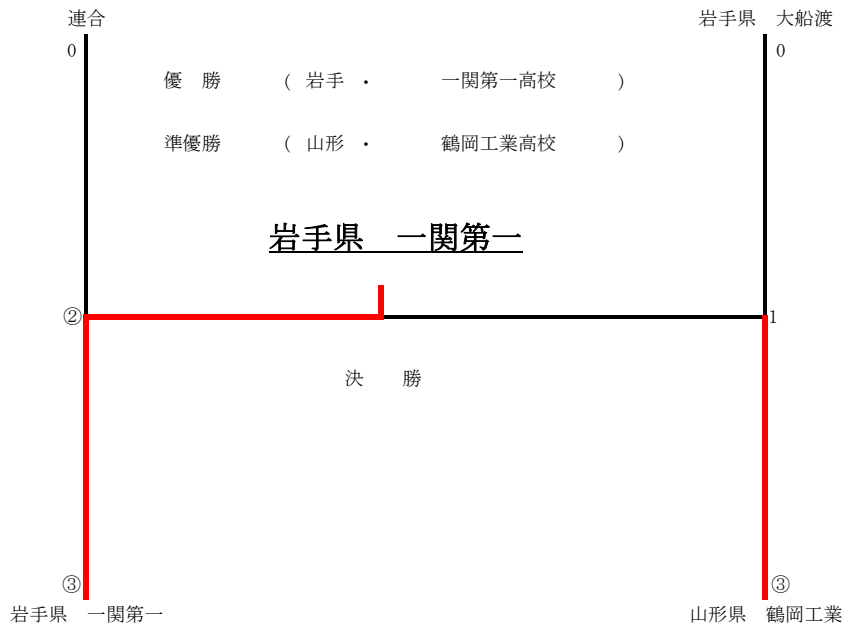 連合 岩手県 大船渡
0 0
優 勝 ( 岩手 ・ 一関第一高校 )
準優勝 ( 山形 ・ 鶴岡工業高校 )
岩手県 一関第一
② 1
決 勝
③ ③
岩手県 一関第一 山形県 鶴岡工業